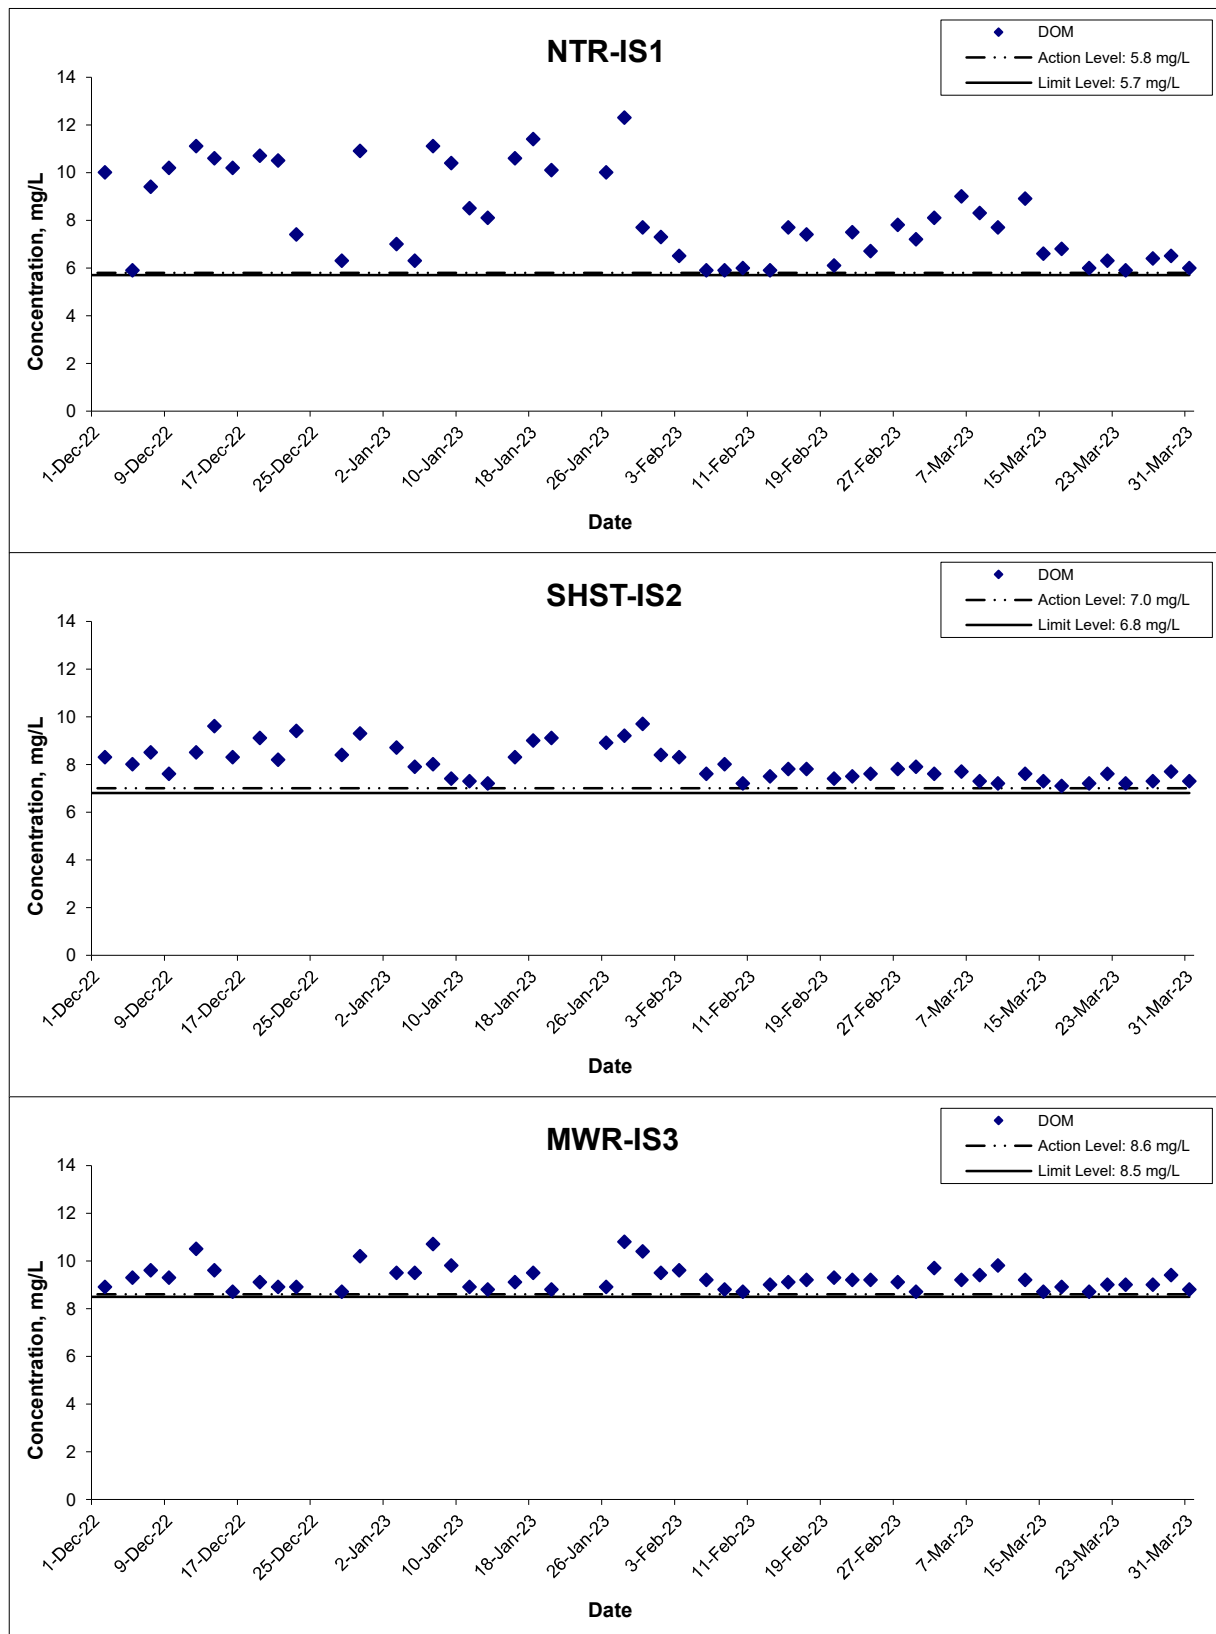 NTR-IS1
DOM
Action Level: 5.8 mg/L
Limit Level: 5.7 mg/L
Concentration, mg/L
14
12
10
8
6
4
2
0
1-Dec-22
9-Dec-22
17-Dec-22
25-Dec-22
2-Jan-23
10-Jan-23
18-Jan-23
26-Jan-23
3-Feb-23
11-Feb-23
19-Feb-23
27-Feb-23
7-Mar-23
15-Mar-23
23-Mar-23
31-Mar-23
Date
SHST-IS2
DOM
Action Level: 7.0 mg/L
Limit Level: 6.8 mg/L
Concentration, mg/L
14
12
10
8
6
4
2
0
1-Dec-22
9-Dec-22
17-Dec-22
25-Dec-22
2-Jan-23
10-Jan-23
18-Jan-23
26-Jan-23
3-Feb-23
11-Feb-23
19-Feb-23
27-Feb-23
7-Mar-23
15-Mar-23
23-Mar-23
31-Mar-23
Date
MWR-IS3
DOM
Action Level: 8.6 mg/L
Limit Level: 8.5 mg/L
Concentration, mg/L
14
12
10
8
6
4
2
0
1-Dec-22
9-Dec-22
17-Dec-22
25-Dec-22
2-Jan-23
10-Jan-23
18-Jan-23
26-Jan-23
3-Feb-23
11-Feb-23
19-Feb-23
27-Feb-23
7-Mar-23
15-Mar-23
23-Mar-23
31-Mar-23
Date